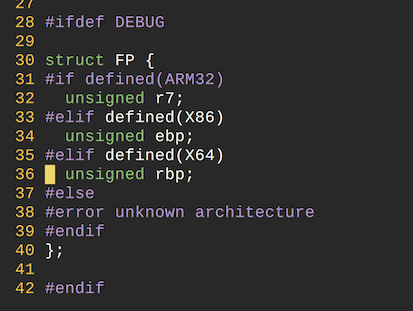 27
28 #ifdef DEBUG
29
30 struct FP {
31 #if defined(ARM32)
32   unsigned r7;
33 #elif defined(X86)
34   unsigned ebp;
35 #elif defined(X64)
36   unsigned rbp;
37 #else
38 #error unknown architecture
39 #endif
40 };
41
42 #endif